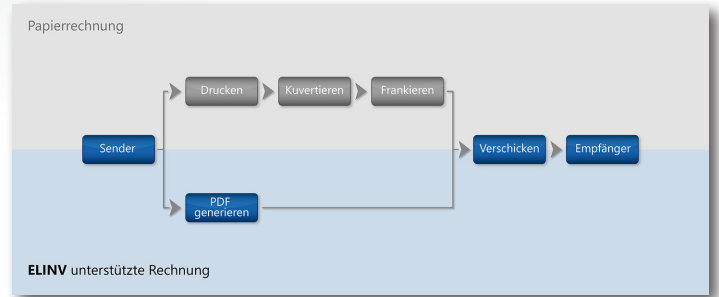 Papierrechnung
Drucken
Kuvertieren
Frankieren
Sender
Verschicken
Empfänger
PDF
generieren
ELINV unterstützte Rechnung